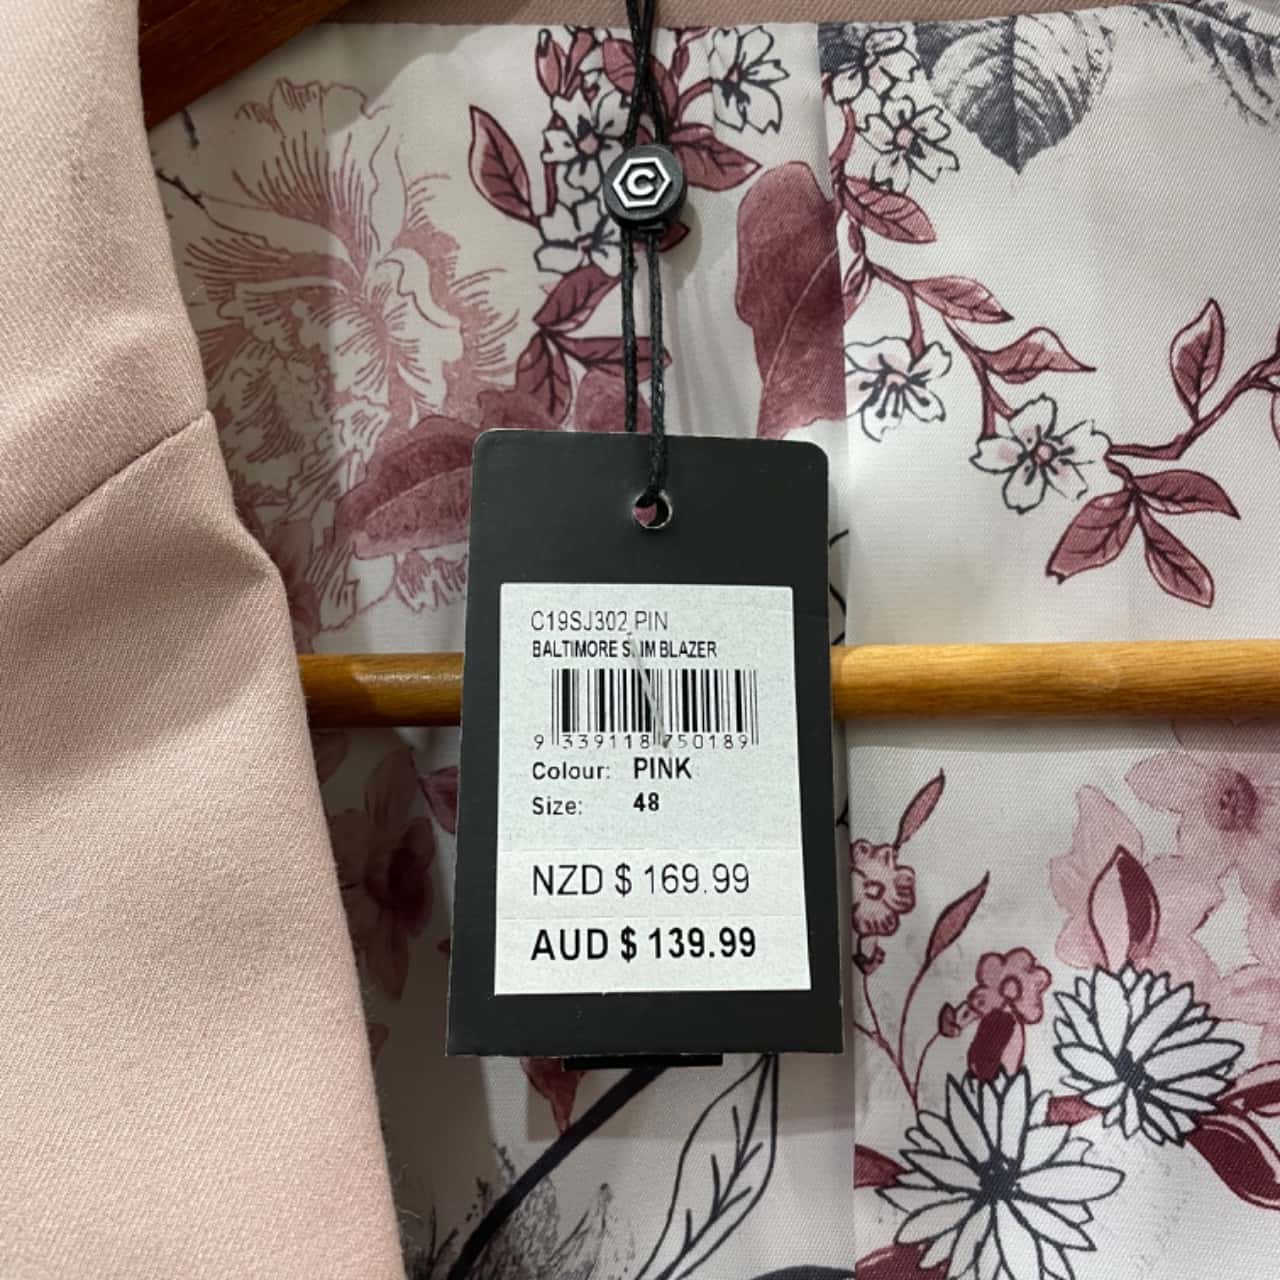 C
C19SJ302 PIN
BALTIMORE SLIM BLAZER
9 339118 750189
Colour: PINK
Size: 48
NZD $ 169.99
AUD $ 139.99